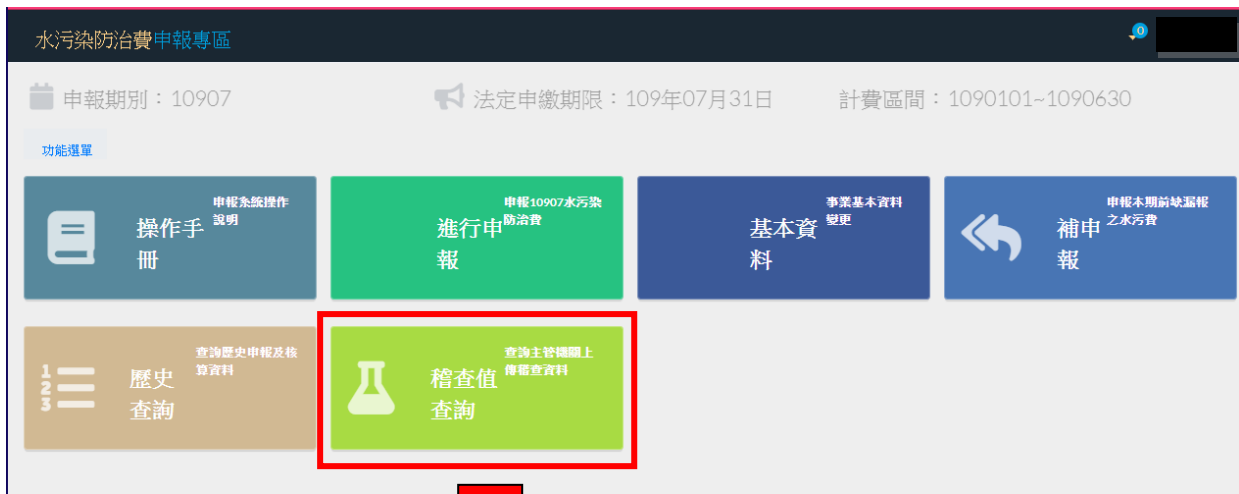 水污染防治費申報專區
0
申報期別：10907 法定申繳期限：109年07月31日 計費區間：1090101~1090630
功能選單
操作手冊
申報系統操作
說明
進行申報
申報10907水污染
防治費
基本資料
事業基本資料
變更
補申報
申報本期前缺漏報
之水污費
1
2
3
歷史
查詢
查詢歷史申報及核
算資料
稽查值
查詢
查詢主管機關上
傳稽查資料